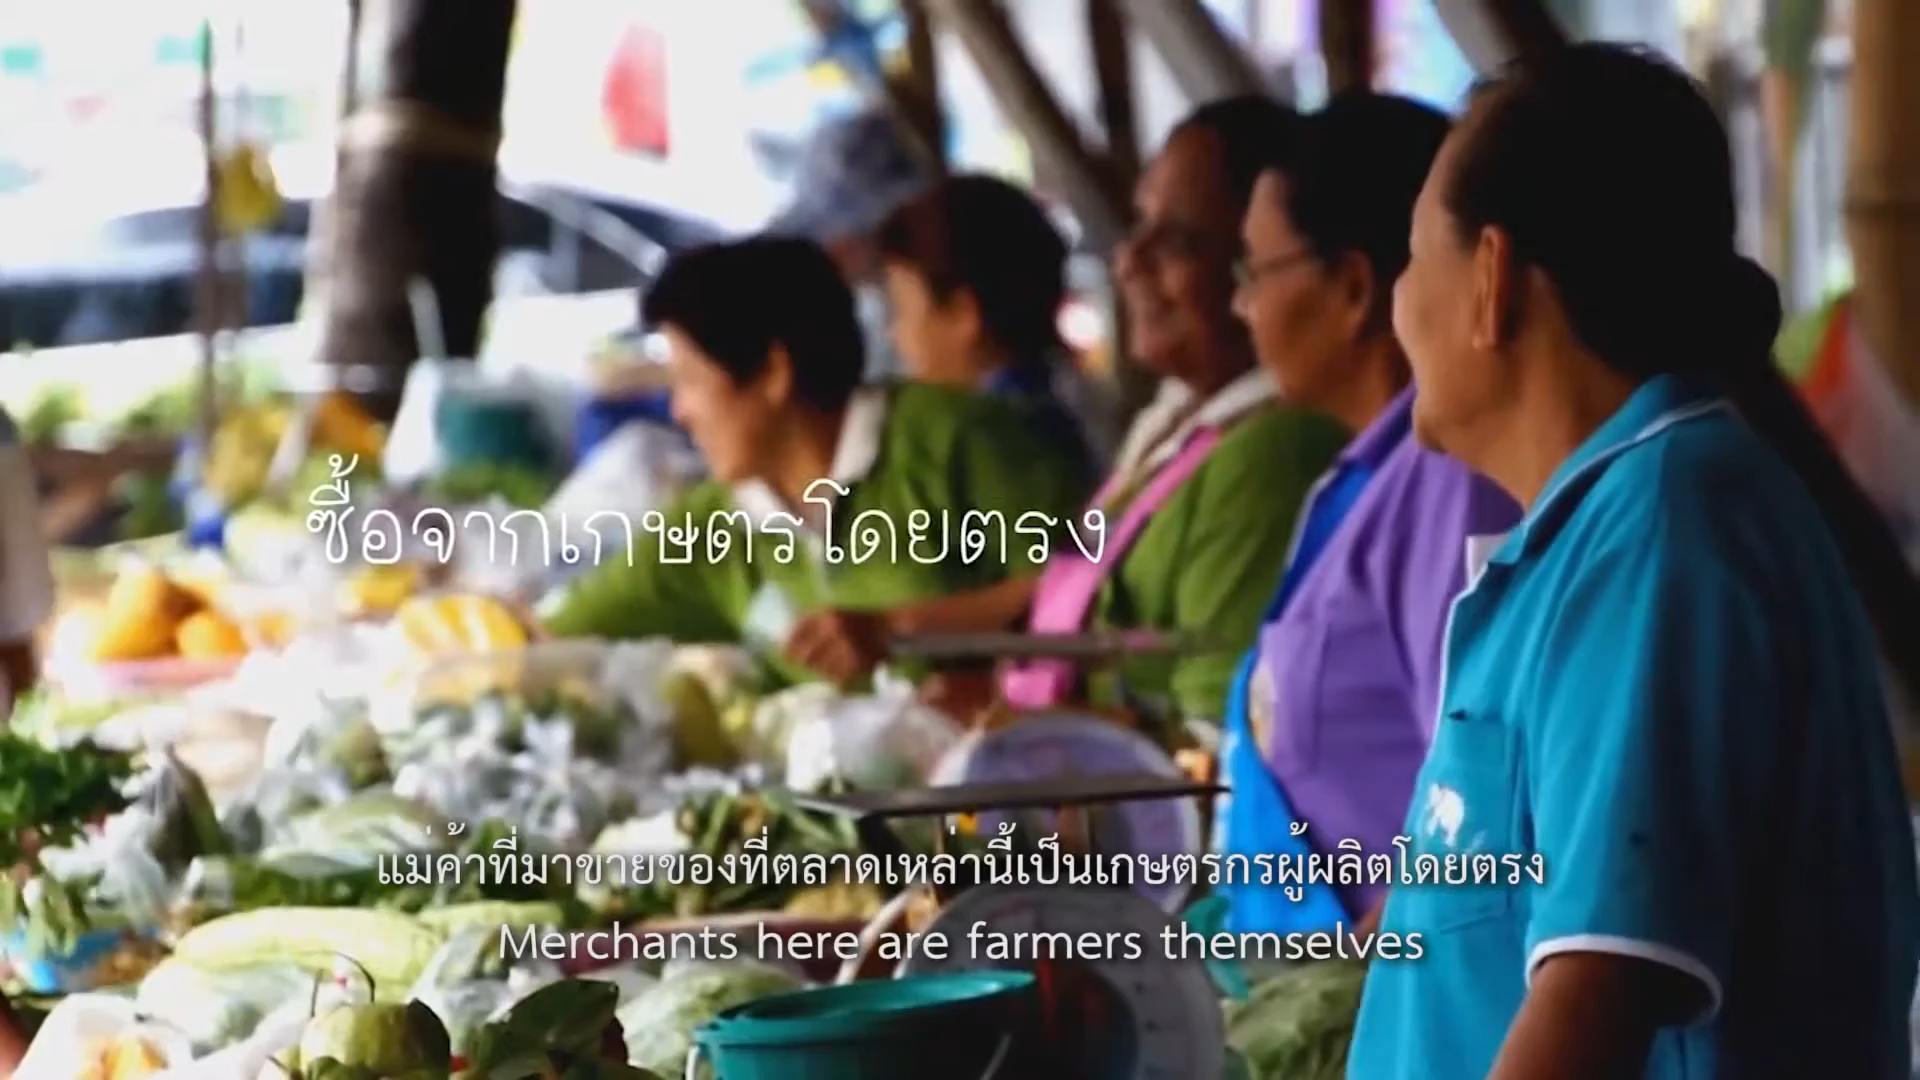 ซื้อจากเกษตรโดยตรง
แม่ค้าที่มาขายของที่ตลาดเหล่านี้เป็นเกษตรกรผู้ผลิตโดยตรง
Merchants here are farmers themselves